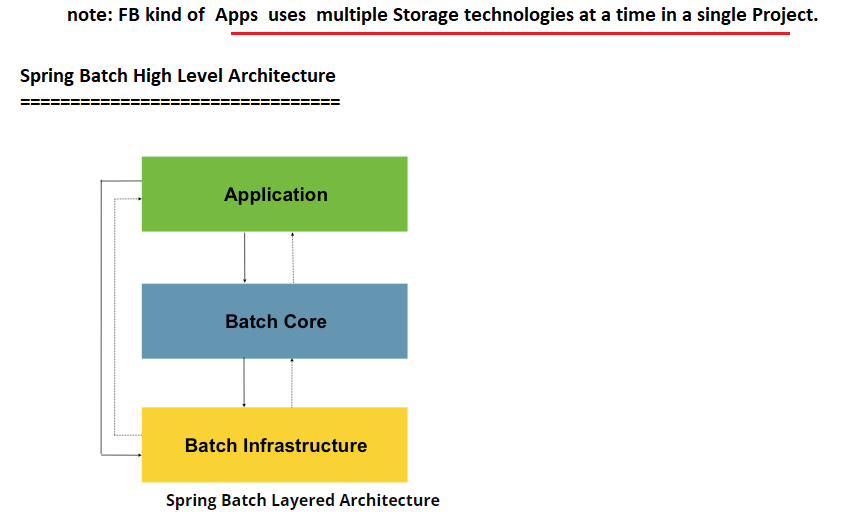 note: FB kind of  Apps  uses  multiple Storage technologies at a time in a single Project.
Spring Batch High Level Architecture
================================
Application
Batch Core
Batch Infrastructure
Spring Batch Layered Architecture